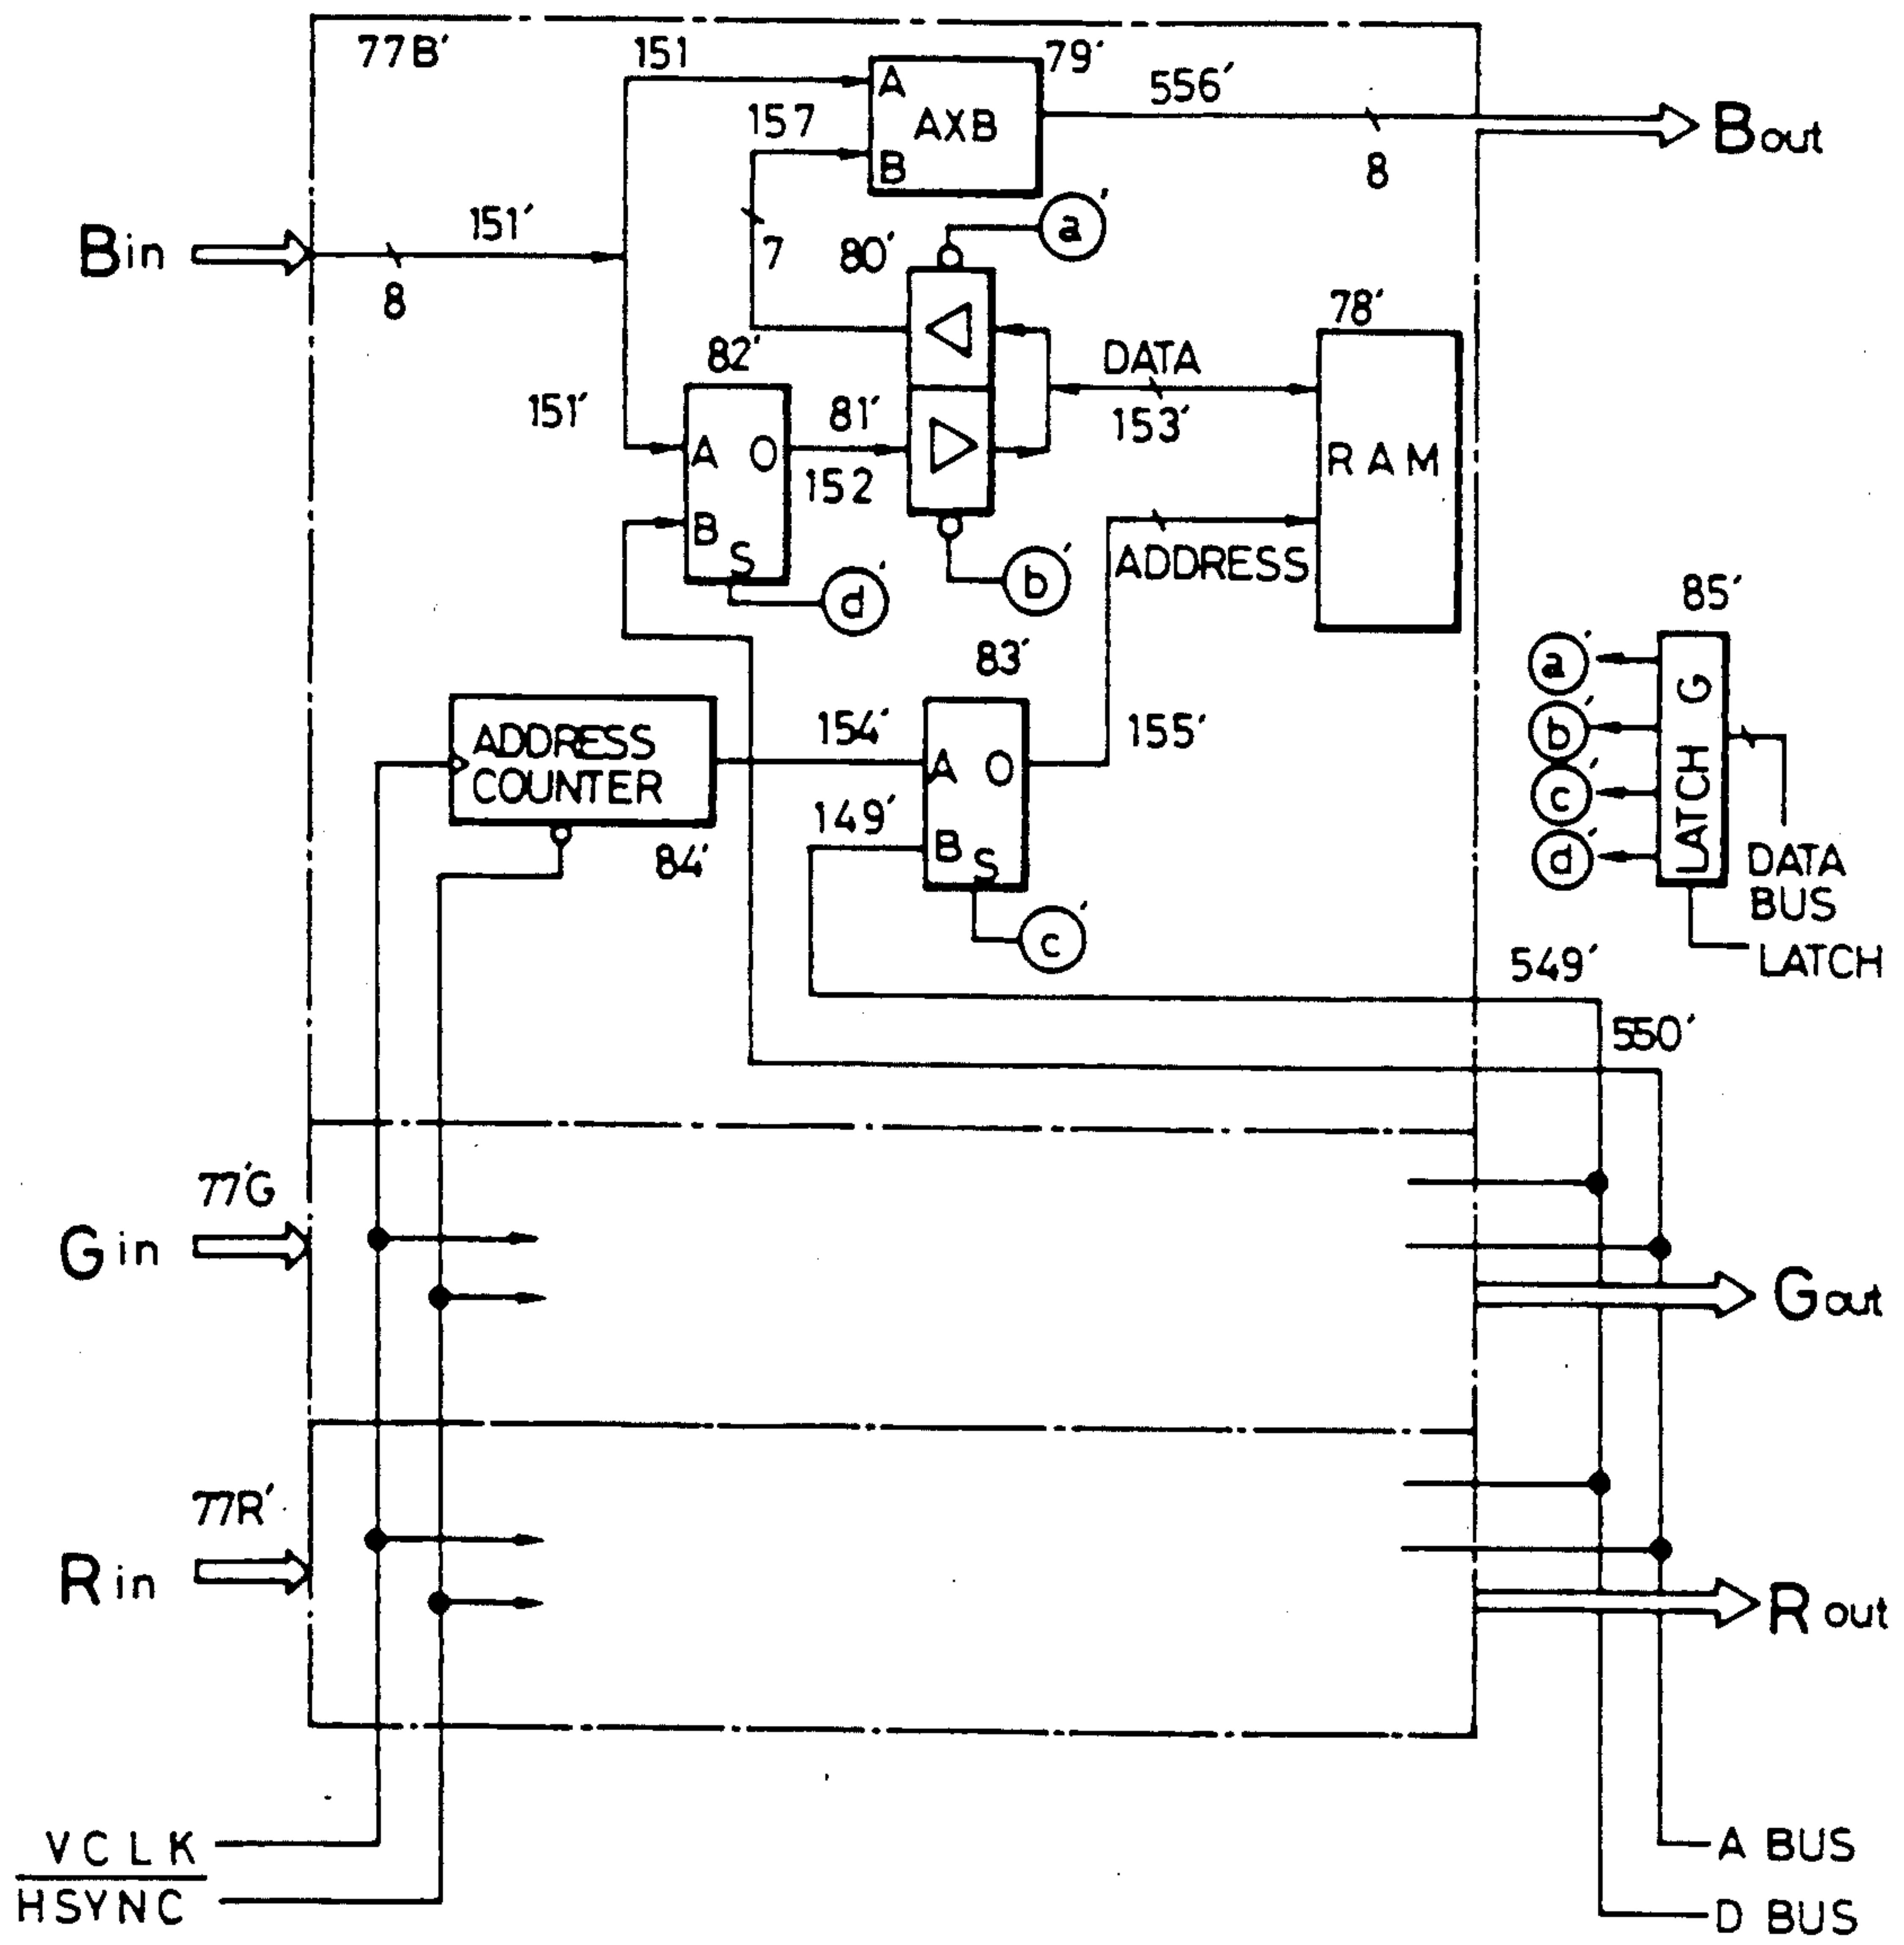 77B′
151
79′
556′
A
157
AXB
B
Bout
8
a′
151′
Bin
7
80′
8
78′
82′
DATA
151′
81′
153′
A O
RAM
152
B
S
ADDRESS
b′
d′
85′
83′
a′
ADDRESS
COUNTER
154′
155′
b′
LATCH G
A O
c′
149′
B
S
84′
d′
DATA
BUS
c′
LATCH
549′
550′
77′G
Gin
Gout
77R′
Rin
Rout
VCLK
A BUS
HSYNC
D BUS